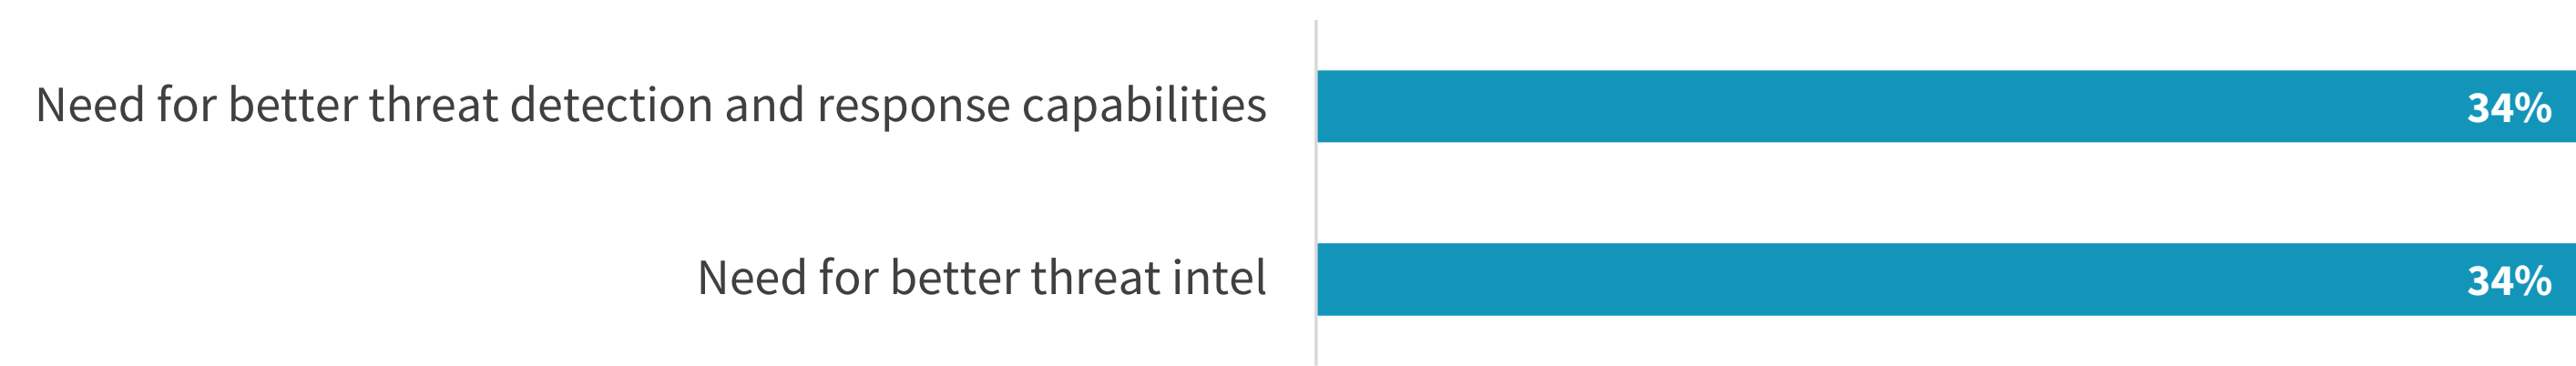 Need for better threat detection and response capabilities 34%
Need for better threat intel 34%